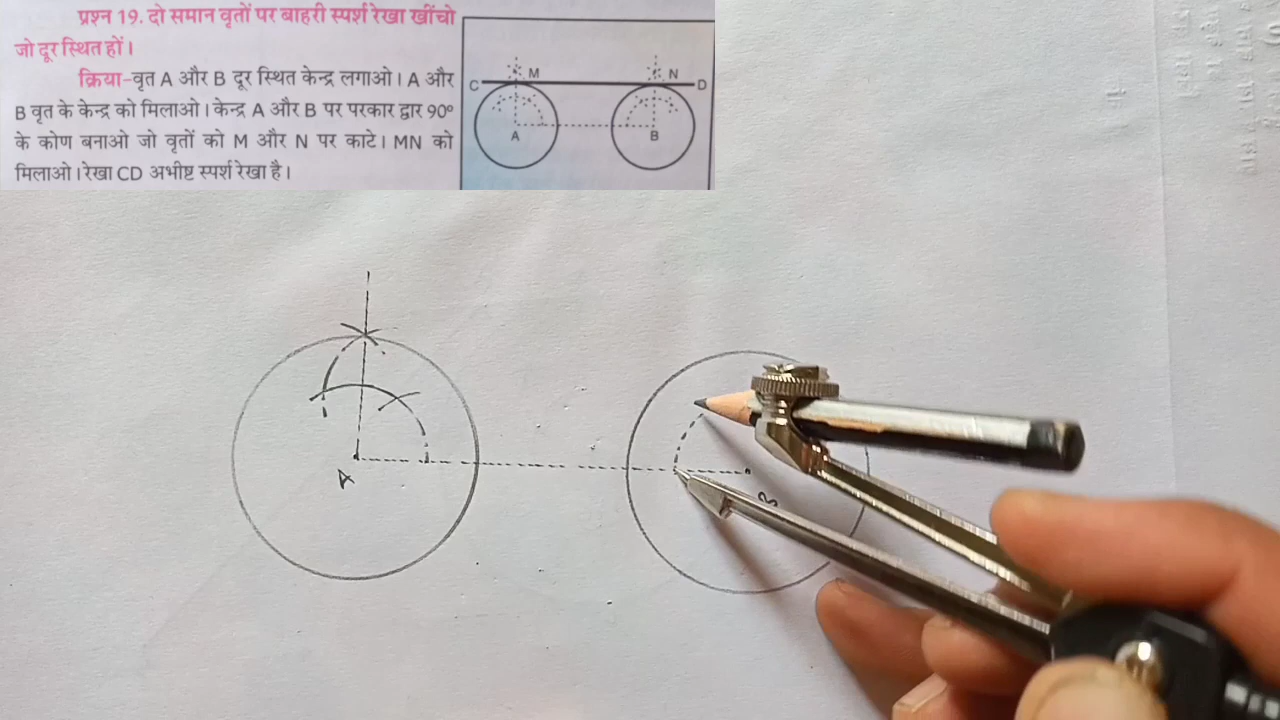 प्रश्न 19. दो समान वृतों पर बाहरी स्पर्श रेखा खींचो
जो दूर स्थित हों।
क्रिया–वृत A और B दूर स्थित केन्द्र लगाओ। A और
B वृत के केन्द्र को मिलाओ। केन्द्र A और B पर परकार द्वार 90º
के कोण बनाओ जो वृतों को M और N पर काटे। MN को
मिलाओ। रेखा CD अभीष्ट स्पर्श रेखा है।
M N
C D
A B
A
B